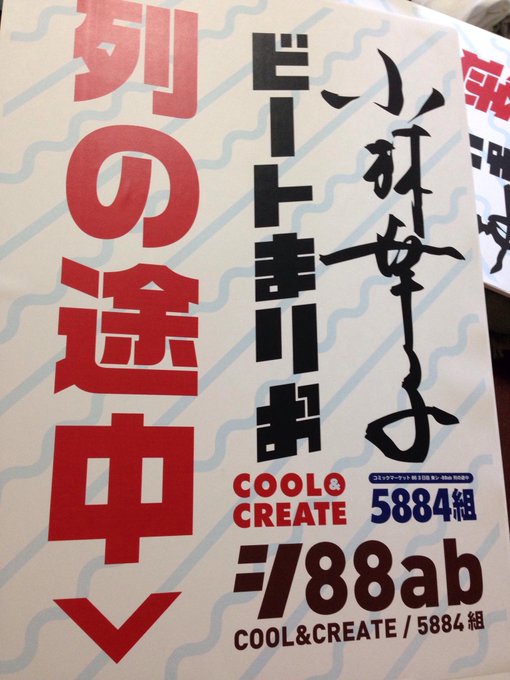 小林幸子
ビートまりお
列の途中
COOL&
CREATE
コミックマーケット 86 3日目 東シ-88ab 列の途中
5884組
シ88ab
COOL&CREATE / 5884組